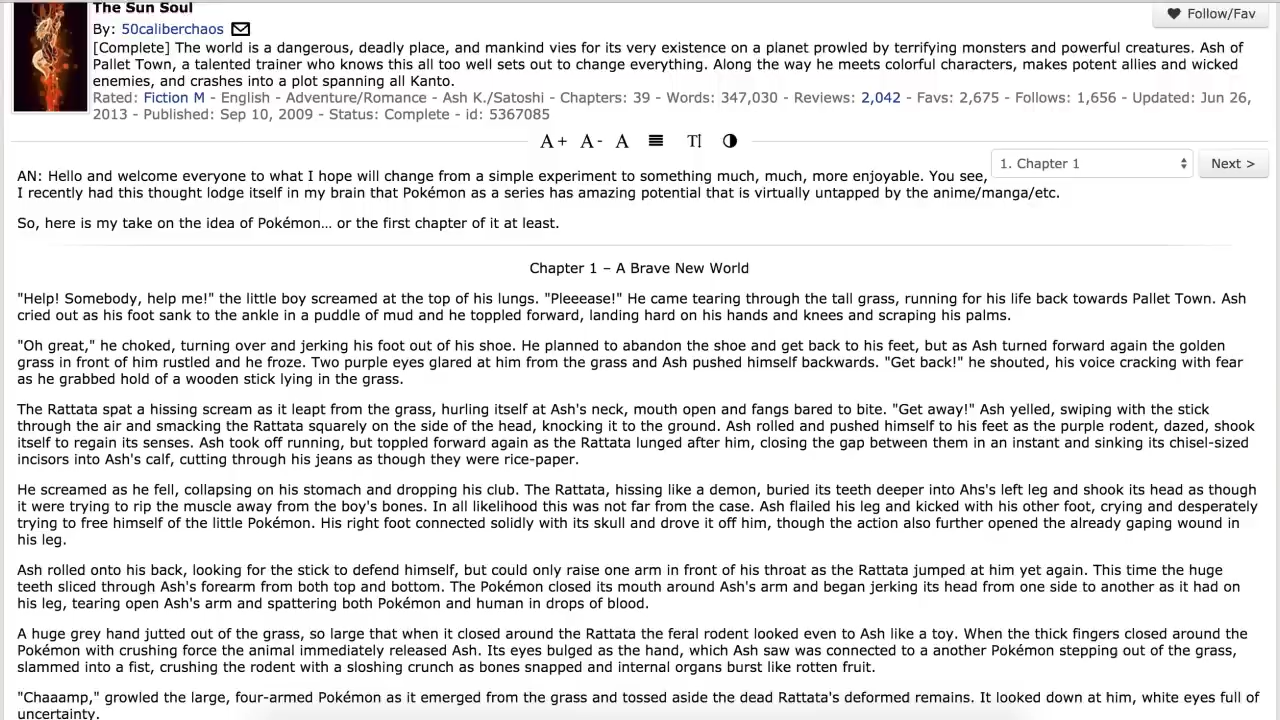 The Sun Soul
Follow/Fav
By: 50caliberchaos
[Complete] The world is a dangerous, deadly place, and mankind vies for its very existence on a planet prowled by terrifying monsters and powerful creatures. Ash of
Pallet Town, a talented trainer who knows this all too well sets out to change everything. Along the way he meets colorful characters, makes potent allies and wicked
enemies, and crashes into a plot spanning all Kanto.
Rated: Fiction M - English - Adventure/Romance - Ash K./Satoshi - Chapters: 39 - Words: 347,030 - Reviews: 2,042 - Favs: 2,675 - Follows: 1,656 - Updated: Jun 26,
2013 - Published: Sep 10, 2009 - Status: Complete - id: 5367085
A+ A- A T
1. Chapter 1 Next >
AN: Hello and welcome everyone to what I hope will change from a simple experiment to something much, much, more enjoyable. You see,
I recently had this thought lodge itself in my brain that Pokémon as a series has amazing potential that is virtually untapped by the anime/manga/etc.
So, here is my take on the idea of Pokémon… or the first chapter of it at least.
Chapter 1 – A Brave New World
"Help! Somebody, help me!" the little boy screamed at the top of his lungs. "Pleeease!" He came tearing through the tall grass, running for his life back towards Pallet Town. Ash
cried out as his foot sank to the ankle in a puddle of mud and he toppled forward, landing hard on his hands and knees and scraping his palms.
"Oh great," he choked, turning over and jerking his foot out of his shoe. He planned to abandon the shoe and get back to his feet, but as Ash turned forward again the golden
grass in front of him rustled and he froze. Two purple eyes glared at him from the grass and Ash pushed himself backwards. "Get back!" he shouted, his voice cracking with fear
as he grabbed hold of a wooden stick lying in the grass.
The Rattata spat a hissing scream as it leapt from the grass, hurling itself at Ash's neck, mouth open and fangs bared to bite. "Get away!" Ash yelled, swiping with the stick
through the air and smacking the Rattata squarely on the side of the head, knocking it to the ground. Ash rolled and pushed himself to his feet as the purple rodent, dazed, shook
itself to regain its senses. Ash took off running, but toppled forward again as the Rattata lunged after him, closing the gap between them in an instant and sinking its chisel-sized
incisors into Ash's calf, cutting through his jeans as though they were rice-paper.
He screamed as he fell, collapsing on his stomach and dropping his club. The Rattata, hissing like a demon, buried its teeth deeper into Ahs's left leg and shook its head as though
it were trying to rip the muscle away from the boy's bones. In all likelihood this was not far from the case. Ash flailed his leg and kicked with his other foot, crying and desperately
trying to free himself of the little Pokémon. His right foot connected solidly with its skull and drove it off him, though the action also further opened the already gaping wound in
his leg.
Ash rolled onto his back, looking for the stick to defend himself, but could only raise one arm in front of his throat as the Rattata jumped at him yet again. This time the huge
teeth sliced through Ash's forearm from both top and bottom. The Pokémon closed its mouth around Ash's arm and began jerking its head from one side to another as it had on
his leg, tearing open Ash's arm and spattering both Pokémon and human in drops of blood.
A huge grey hand jutted out of the grass, so large that when it closed around the Rattata the feral rodent looked even to Ash like a toy. When the thick fingers closed around the
Pokémon with crushing force the animal immediately released Ash. Its eyes bulged as the hand, which Ash saw was connected to a another Pokémon stepping out of the grass,
slammed into a fist, crushing the rodent with a sloshing crunch as bones snapped and internal organs burst like rotten fruit.
"Chaaamp," growled the large, four-armed Pokémon as it emerged from the grass and tossed aside the dead Rattata's deformed remains. It looked down at him, white eyes full of
uncertainty.